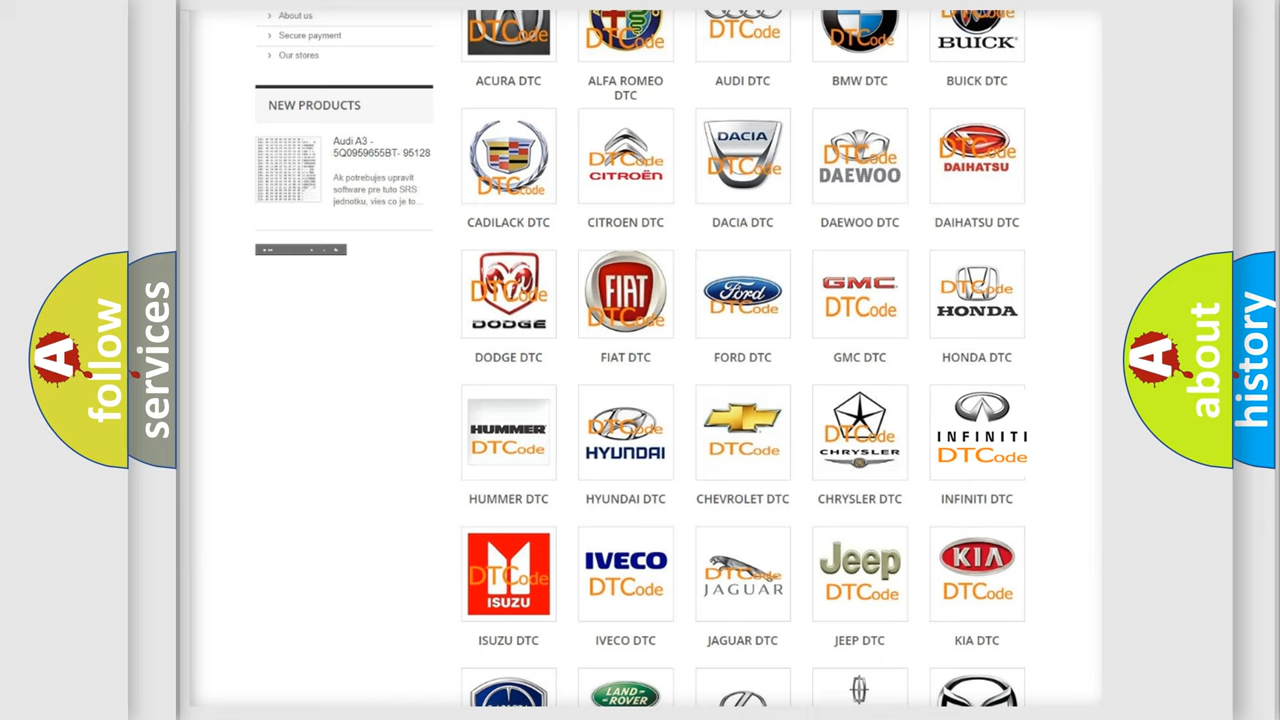 About us
Secure payment
Our stores
NEW PRODUCTS
Audi A3 -
5Q0959655BT- 95128
Ak potrebujes upravit
software pre tuto SRS
jednotku, vies co je to...
DTCode
DTCode
DTCode
DTCode
BUICK
ACURA DTC
ALFA ROMEO
DTC
AUDI DTC
BMW DTC
BUICK DTC
DTCode
DTCode
CITROËN
DACIA
DTCode
DTCode
DAEWOO
DTCode
DAIHATSU
CADILACK DTC
CITROEN DTC
DACIA DTC
DAEWOO DTC
DAIHATSU DTC
DTCode
DODGE
FIAT
DTCode
Ford
DTCode
GMC
DTCode
DTCode
HONDA
DODGE DTC
FIAT DTC
FORD DTC
GMC DTC
HONDA DTC
HUMMER
DTCode
DTCode
HYUNDAI
DTCode
DTCode
CHRYSLER
INFINITI
DTCode
HUMMER DTC
HYUNDAI DTC
CHEVROLET DTC
CHRYSLER DTC
INFINITI DTC
DTCode
ISUZU
IVECO
DTCode
DTCode
JAGUAR
Jeep
DTCode
KIA
DTCode
ISUZU DTC
IVECO DTC
JAGUAR DTC
JEEP DTC
KIA DTC
LAND-
ROVER
A
follow
services
A
about
history